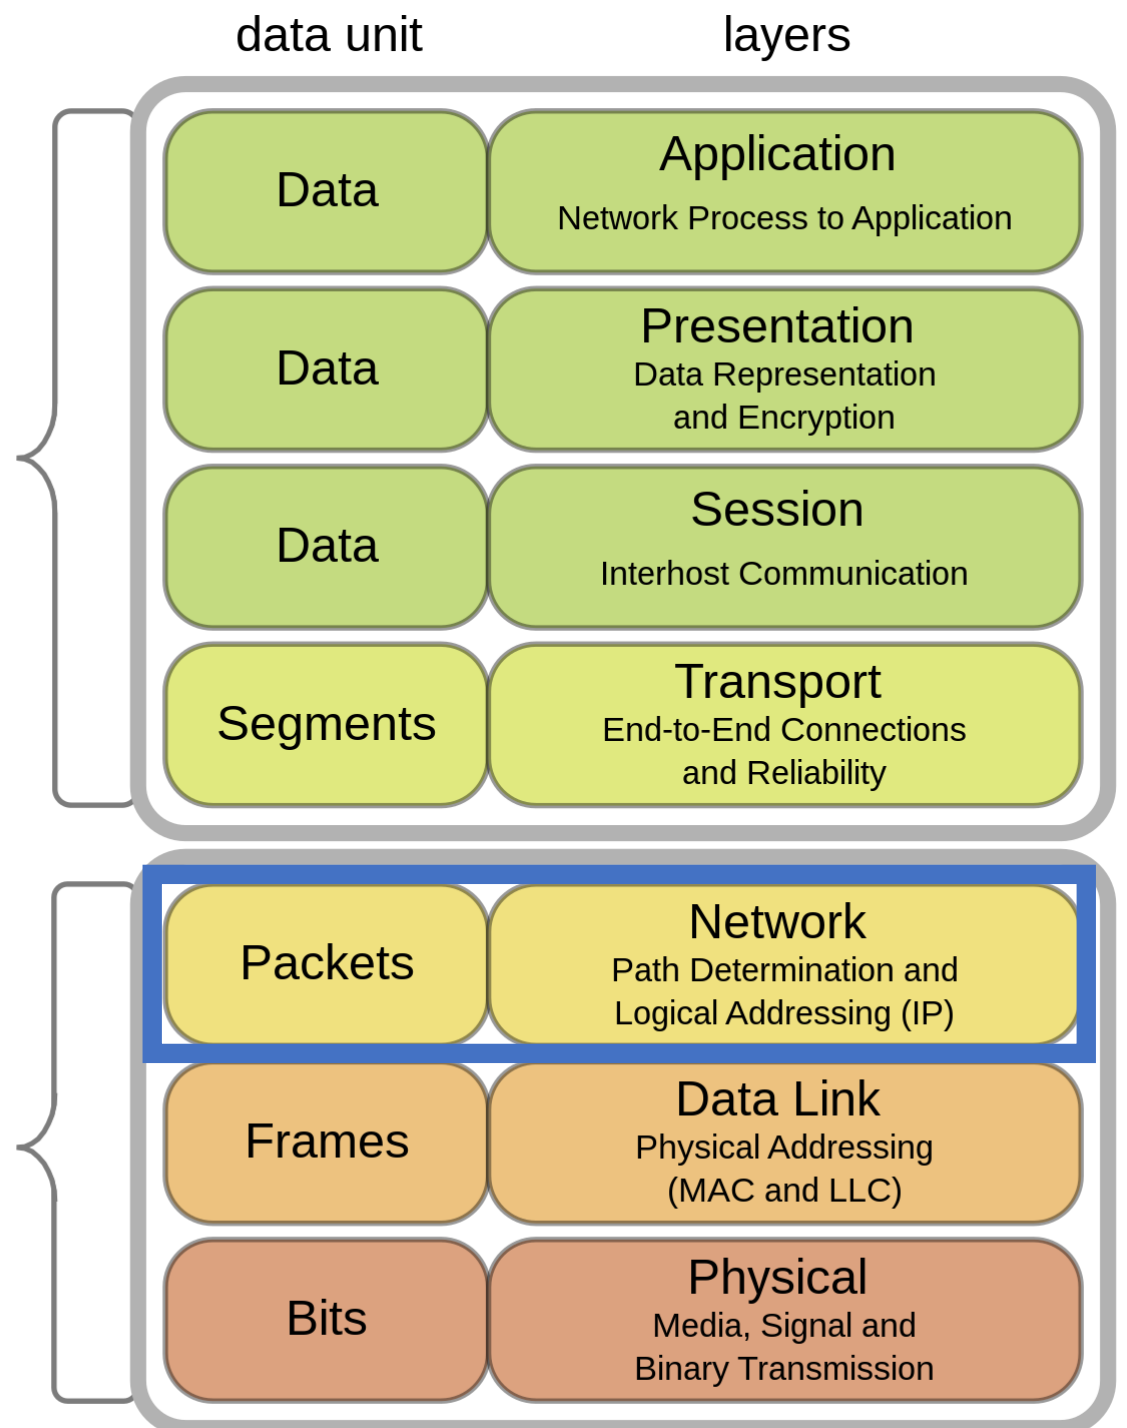 data unit layers
Data
Application
Network Process to Application
Data
Presentation
Data Representation
and Encryption
Data
Session
Interhost Communication
Segments
Transport
End-to-End Connections
and Reliability
Packets
Network
Path Determination and
Logical Addressing (IP)
Frames
Data Link
Physical Addressing
(MAC and LLC)
Bits
Physical
Media, Signal and
Binary Transmission